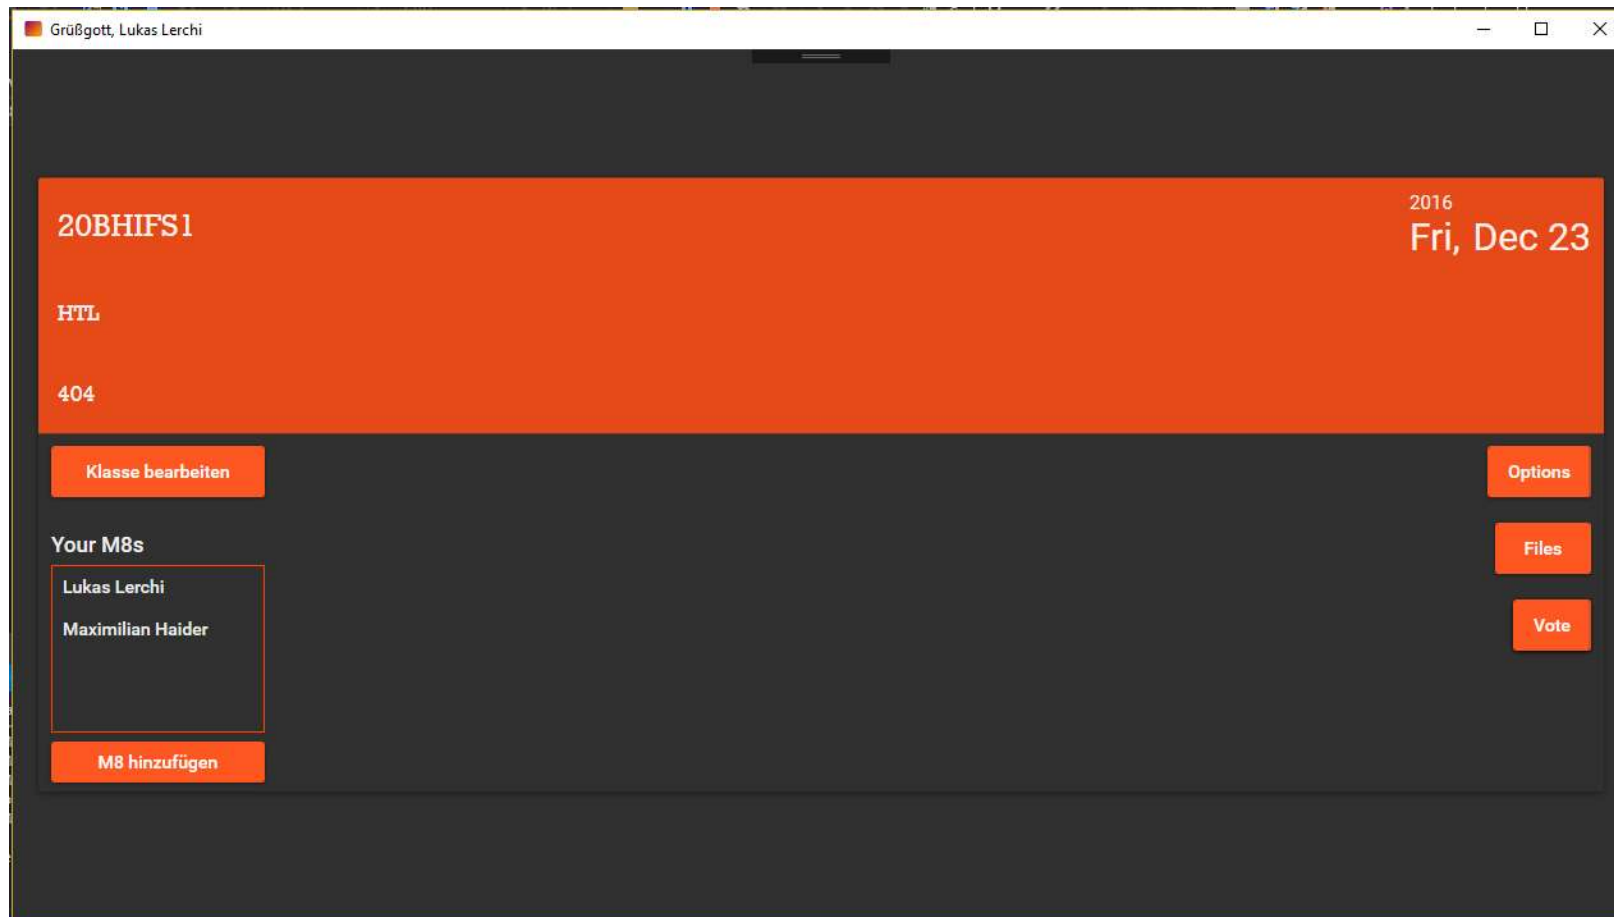 Grüßgott, Lukas Lerchi
20BHIFS1
2016
Fri, Dec 23
HTL
404
Klasse bearbeiten
Options
Your M8s
Files
Lukas Lerchi
Maximilian Haider
Vote
M8 hinzufügen